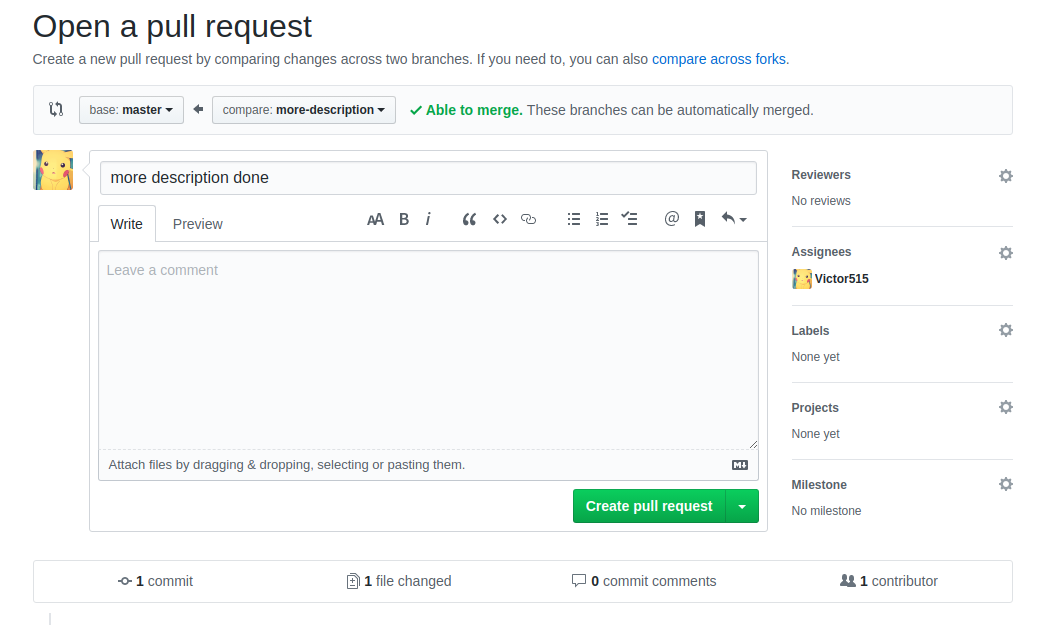 Open a pull request
Create a new pull request by comparing changes across two branches. If you need to, you can also compare across forks.
base: master compare: more-description Able to merge. These branches can be automatically merged.
more description done
Write Preview AA B i “ <> @
Leave a comment
Attach files by dragging & dropping, selecting or pasting them. M
Create pull request
Reviewers
No reviews
Assignees
Victor515
Labels
None yet
Projects
None yet
Milestone
No milestone
1 commit 1 file changed 0 commit comments 1 contributor